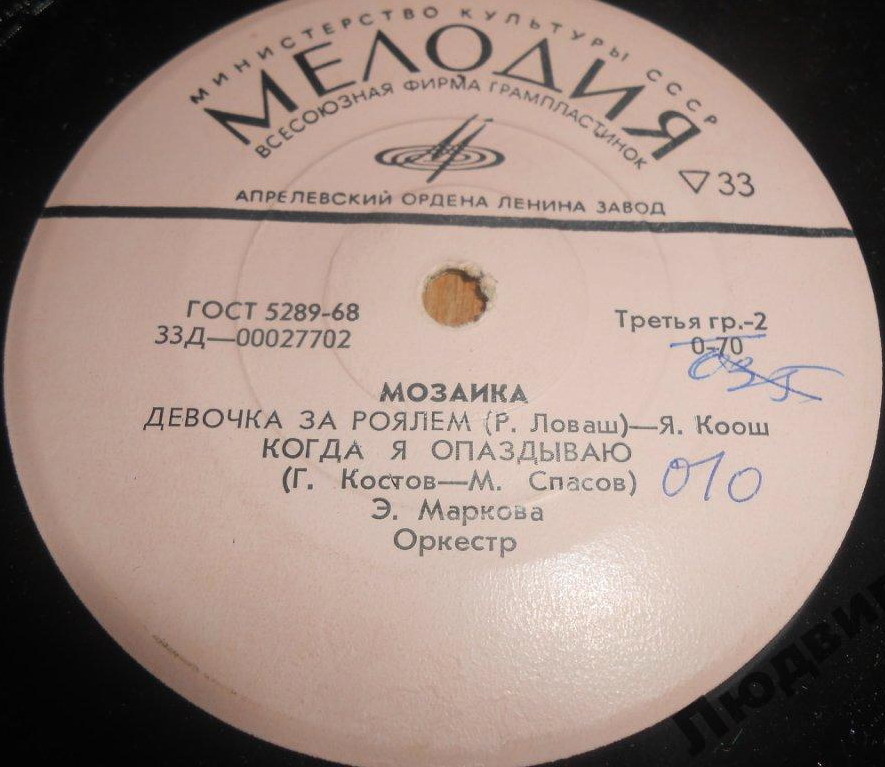 МИНИСТЕРСТВО КУЛЬТУРЫ СССР
МЕЛОДИЯ
ВСЕСОЮЗНАЯ ФИРМА ГРАМПЛАСТИНОК
33
АПРЕЛЕВСКИЙ ОРДЕНА ЛЕНИНА ЗАВОД
ГОСТ 5289-68
Третья гр.-2
33Д—00027702
0-70
МОЗАИКА
ДЕВОЧКА ЗА РОЯЛЕМ (Р. Ловаш)—Я. Коош
КОГДА Я ОПАЗДЫВАЮ
(Г. Костов—М. Спасов)
010
Э. Маркова
Оркестр